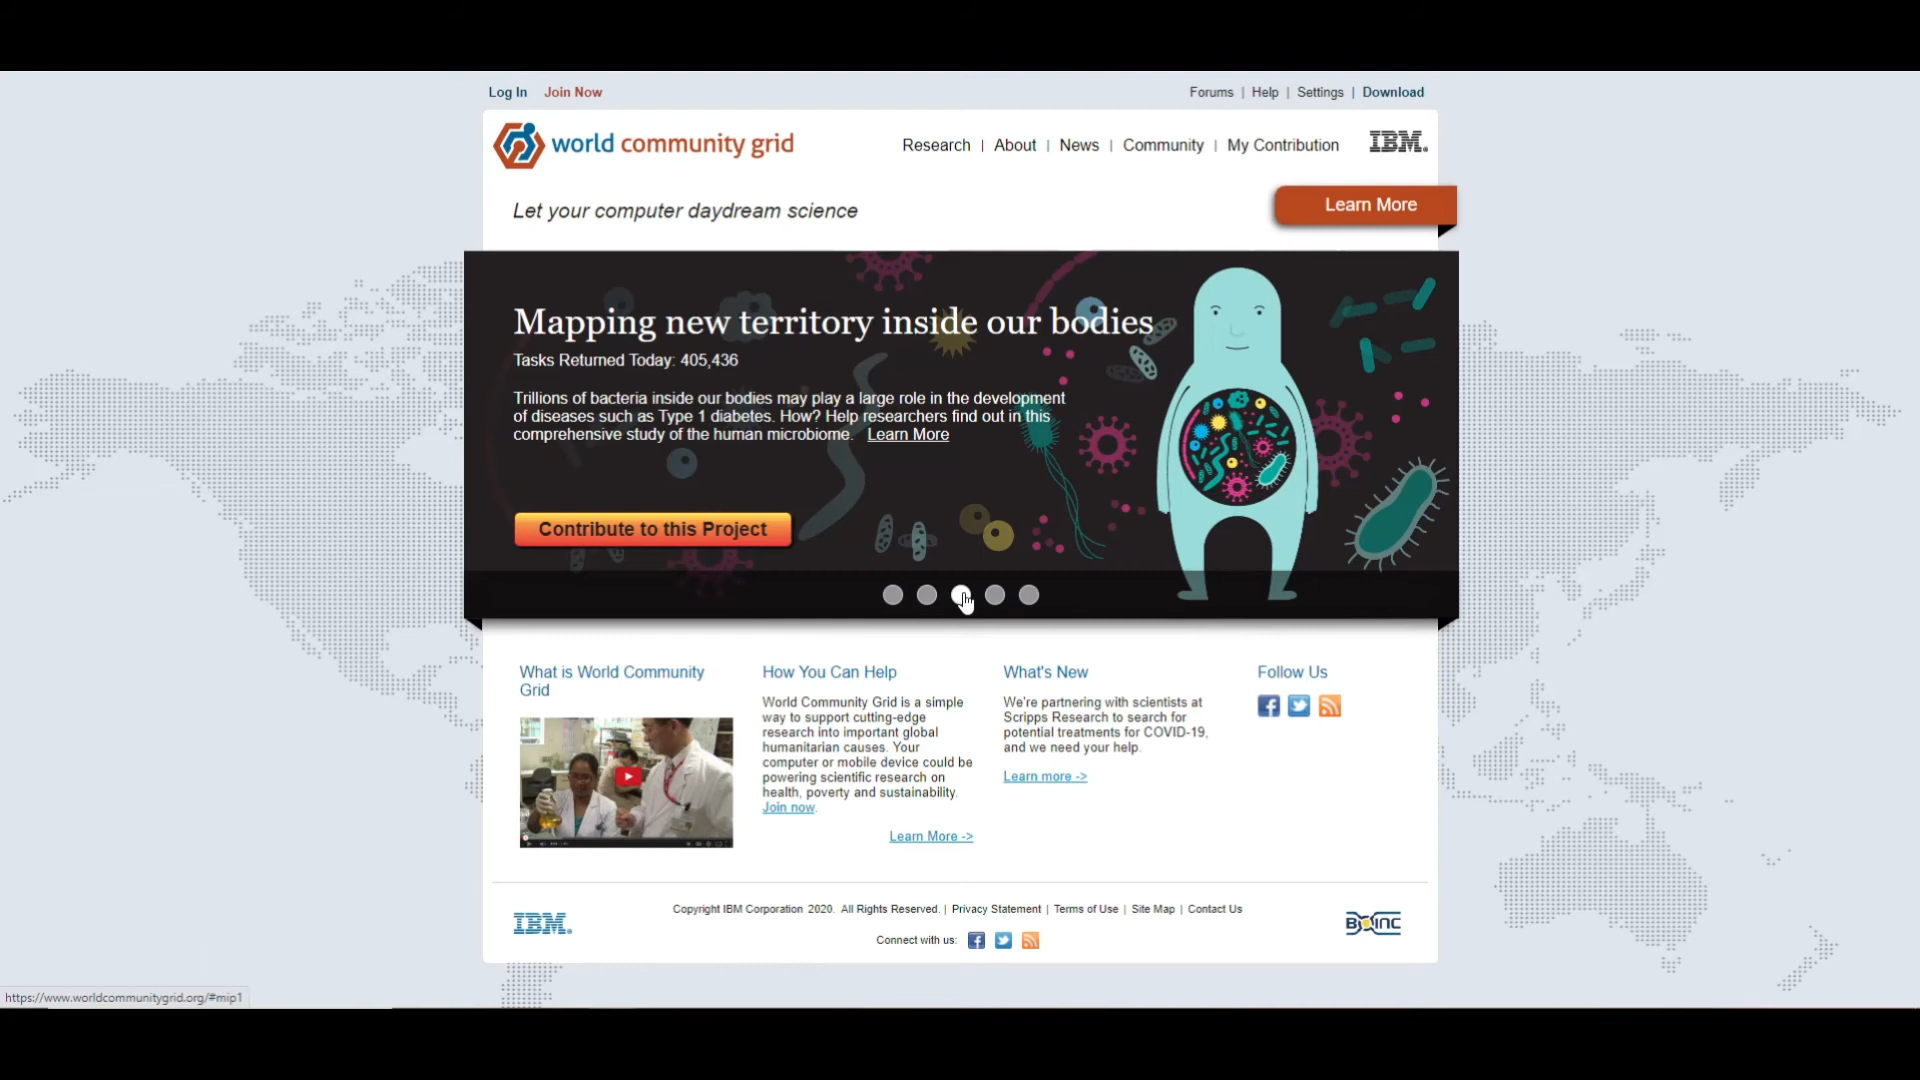 Log In Join Now
Forums | Help | Settings | Download
world community grid
Research | About | News | Community | My Contribution
IBM
Let your computer daydream science
Learn More
Mapping new territory inside our bodies
Tasks Returned Today: 405,436
Trillions of bacteria inside our bodies may play a large role in the development
of diseases such as Type 1 diabetes. How? Help researchers find out in this
comprehensive study of the human microbiome. Learn More
Contribute to this Project
What is World Community
Grid
How You Can Help
World Community Grid is a simple
way to support cutting-edge
research into important global
humanitarian causes. Your
computer or mobile device could be
powering scientific research on
health, poverty and sustainability.
Join now.
Learn More ->
What's New
We're partnering with scientists at
Scripps Research to search for
potential treatments for COVID-19,
and we need your help.
Learn more ->
Follow Us
IBM
Copyright IBM Corporation 2020. All Rights Reserved. | Privacy Statement | Terms of Use | Site Map | Contact Us
Connect with us:
BOINC
https://www.worldcommunitygrid.org/#mip1